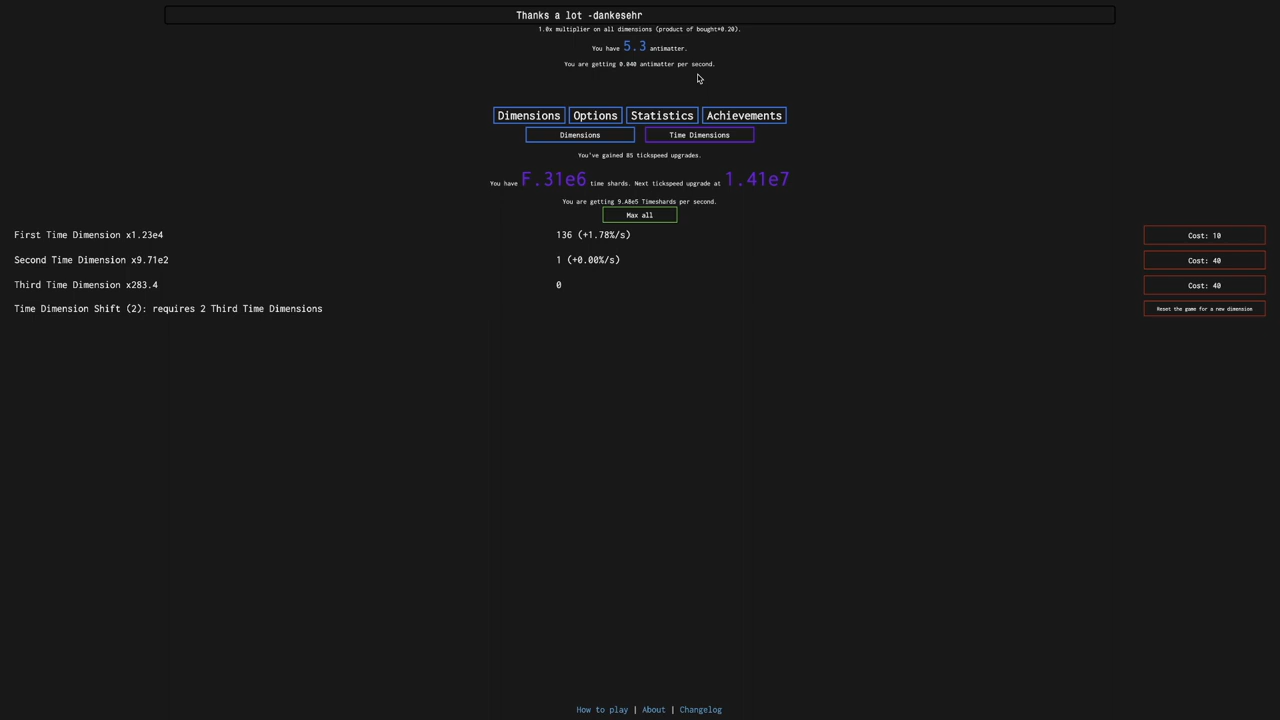 Thanks a lot -dankesehr
1.0x multiplier on all dimensions (product of bought*0.20).
You have 5.3 antimatter.
You are getting 0.040 antimatter per second.
Dimensions Options Statistics Achievements
Dimensions Time Dimensions
You've gained 85 tickspeed upgrades.
You have F.31e6 time shards. Next tickspeed upgrade at 1.41e7
You are getting 9.A8e5 Timeshards per second.
Max all
First Time Dimension x1.23e4 136 (+1.78%/s) Cost: 10
Second Time Dimension x9.71e2 1 (+0.00%/s) Cost: 40
Third Time Dimension x283.4 0 Cost: 40
Time Dimension Shift (2): requires 2 Third Time Dimensions Reset the game for a new dimension
How to play | About | Changelog